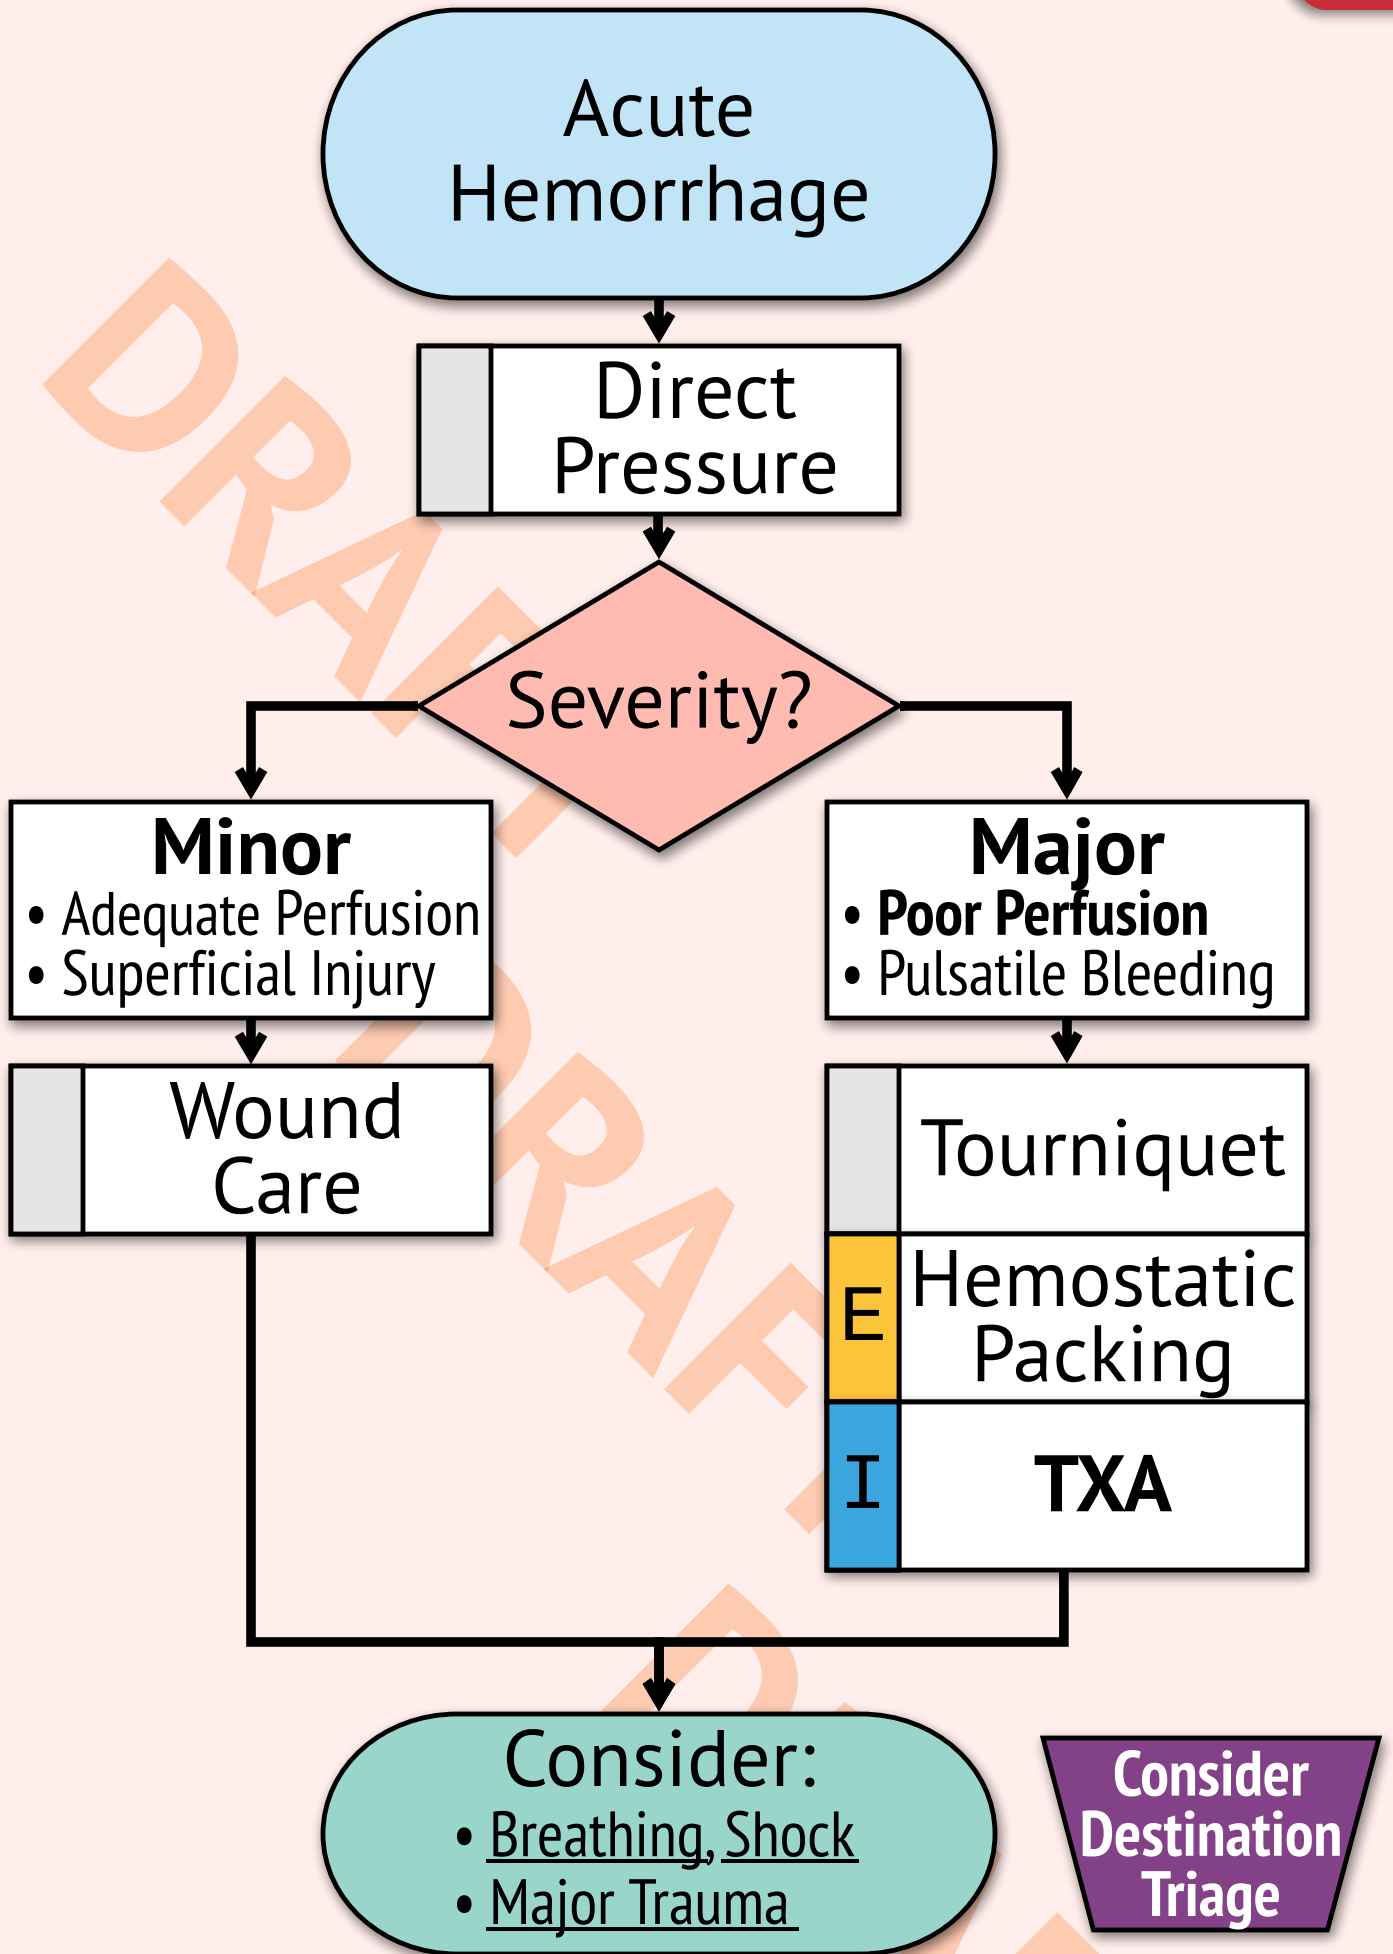 Acute
Hemorrhage
Direct
Pressure
Severity?
Minor
• Adequate Perfusion
• Superficial Injury
Major
• Poor Perfusion
• Pulsatile Bleeding
Wound
Care
Tourniquet
E
Hemostatic
Packing
I
TXA
Consider:
• Breathing, Shock
• Major Trauma
Consider
Destination
Triage
DRAFT
DRAFT